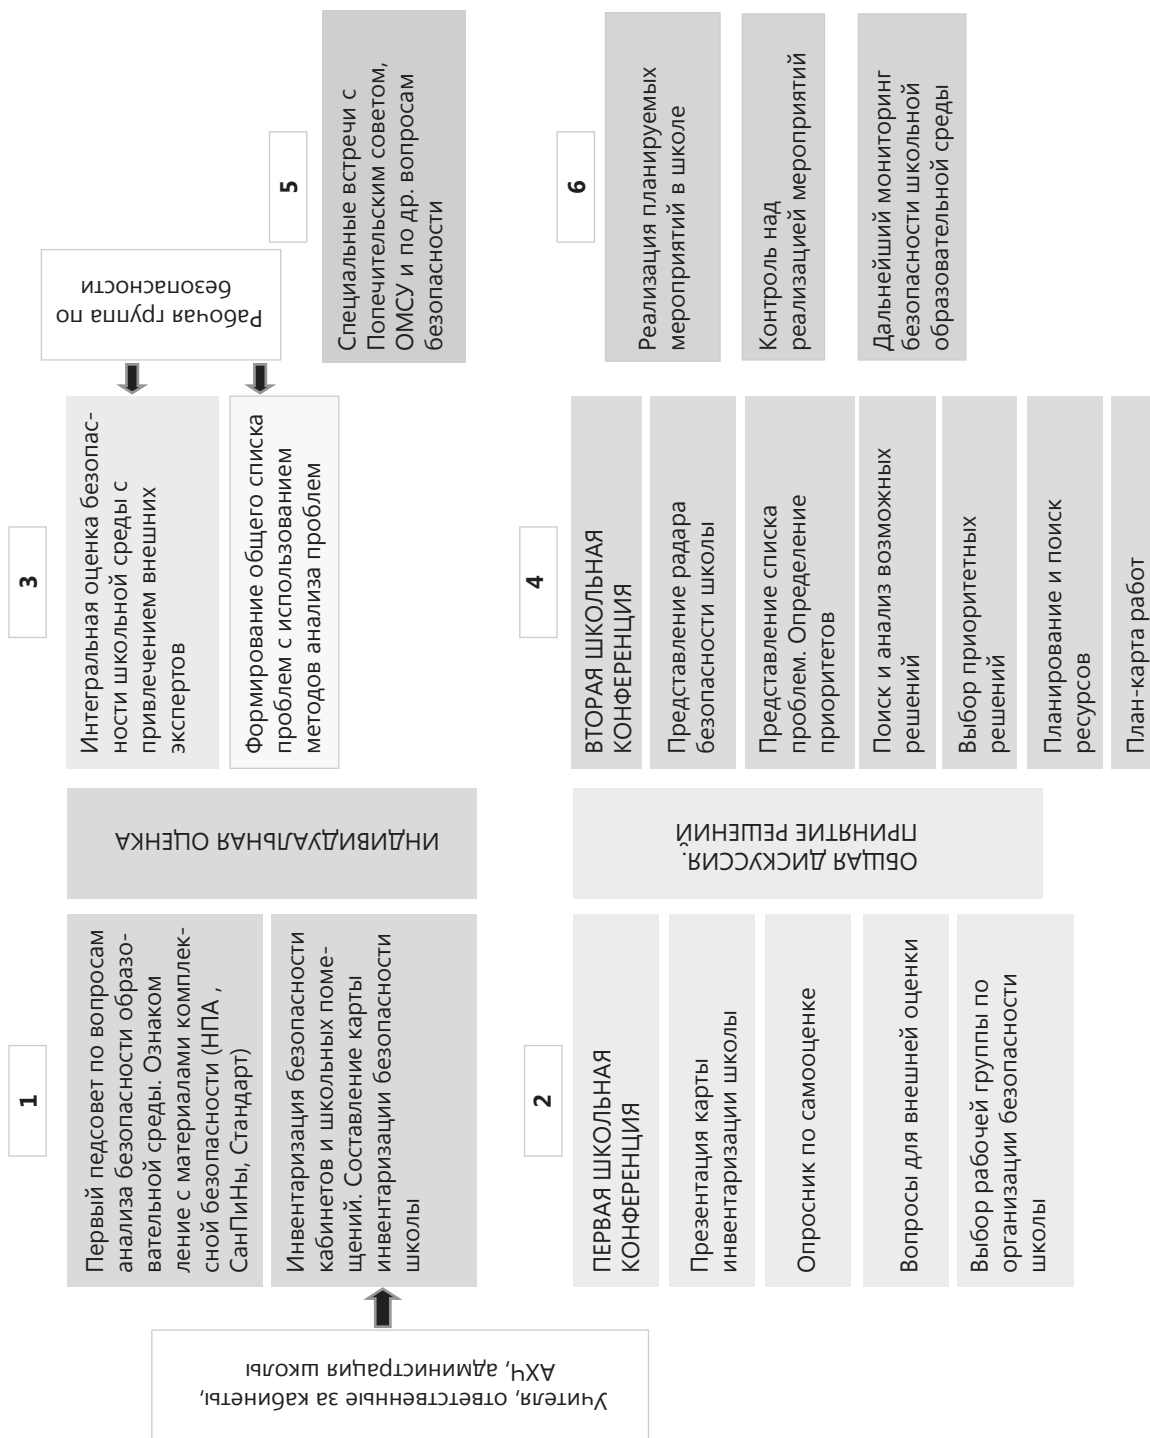 Учителя, ответственные за кабинеты,
АХЧ, администрация школы
1
Первый педсовет по вопросам
анализа безопасности образо-
вательной среды. Ознаком
ление с материалами комплек-
сной безопасности (НПА ,
СанПиНы, Стандарт)
Инвентаризация безопасности
кабинетов и школьных поме-
щений. Составление карты
инвентаризации безопасности
школы
ИНДИВИДУАЛЬНАЯ ОЦЕНКА
3
Интегральная оценка безопас-
ности школьной среды с
привлечением внешних
экспертов
Формирование общего списка
проблем с использованием
методов анализа проблем
Рабочая группа по
безопасности
5
Специальные встречи с
Попечительским советом,
ОМСУ и по др. вопросам
безопасности
2
ПЕРВАЯ ШКОЛЬНАЯ
КОНФЕРЕНЦИЯ
Презентация карты
инвентаризации школы
Опросник по самооценке
Вопросы для внешней оценки
Выбор рабочей группы по
организации безопасности
школы
ОБЩАЯ ДИСКУССИЯ.
ПРИНЯТИЕ РЕШЕНИЙ
4
ВТОРАЯ ШКОЛЬНАЯ
КОНФЕРЕНЦИЯ
Представление радара
безопасности школы
Представление списка
проблем. Определение
приоритетов
Поиск и анализ возможных
решений
Выбор приоритетных
решений
Планирование и поиск
ресурсов
План-карта работ
6
Реализация планируемых
мероприятий в школе
Контроль над
реализацией мероприятий
Дальнейший мониторинг
безопасности школьной
образовательной среды